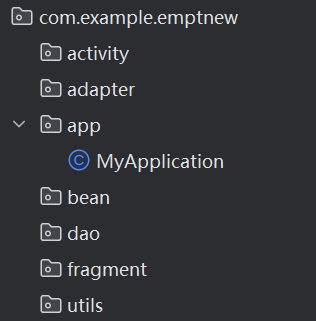 com.example.emptnew
activity
adapter
app
MyApplication
bean
dao
fragment
utils